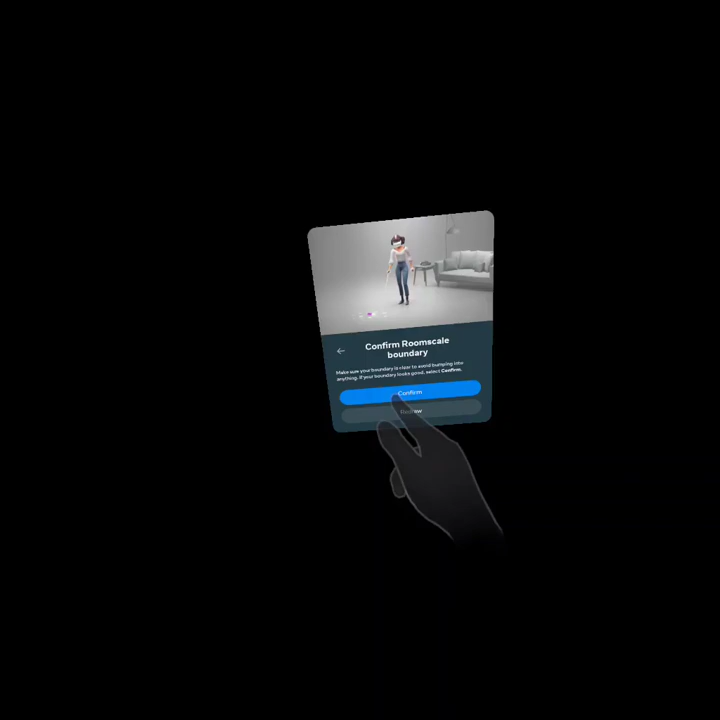 Confirm Roomscale
boundary
Make sure your boundary is clear to avoid bumping into
anything. If your boundary looks good, select Confirm.
Confirm
Redraw